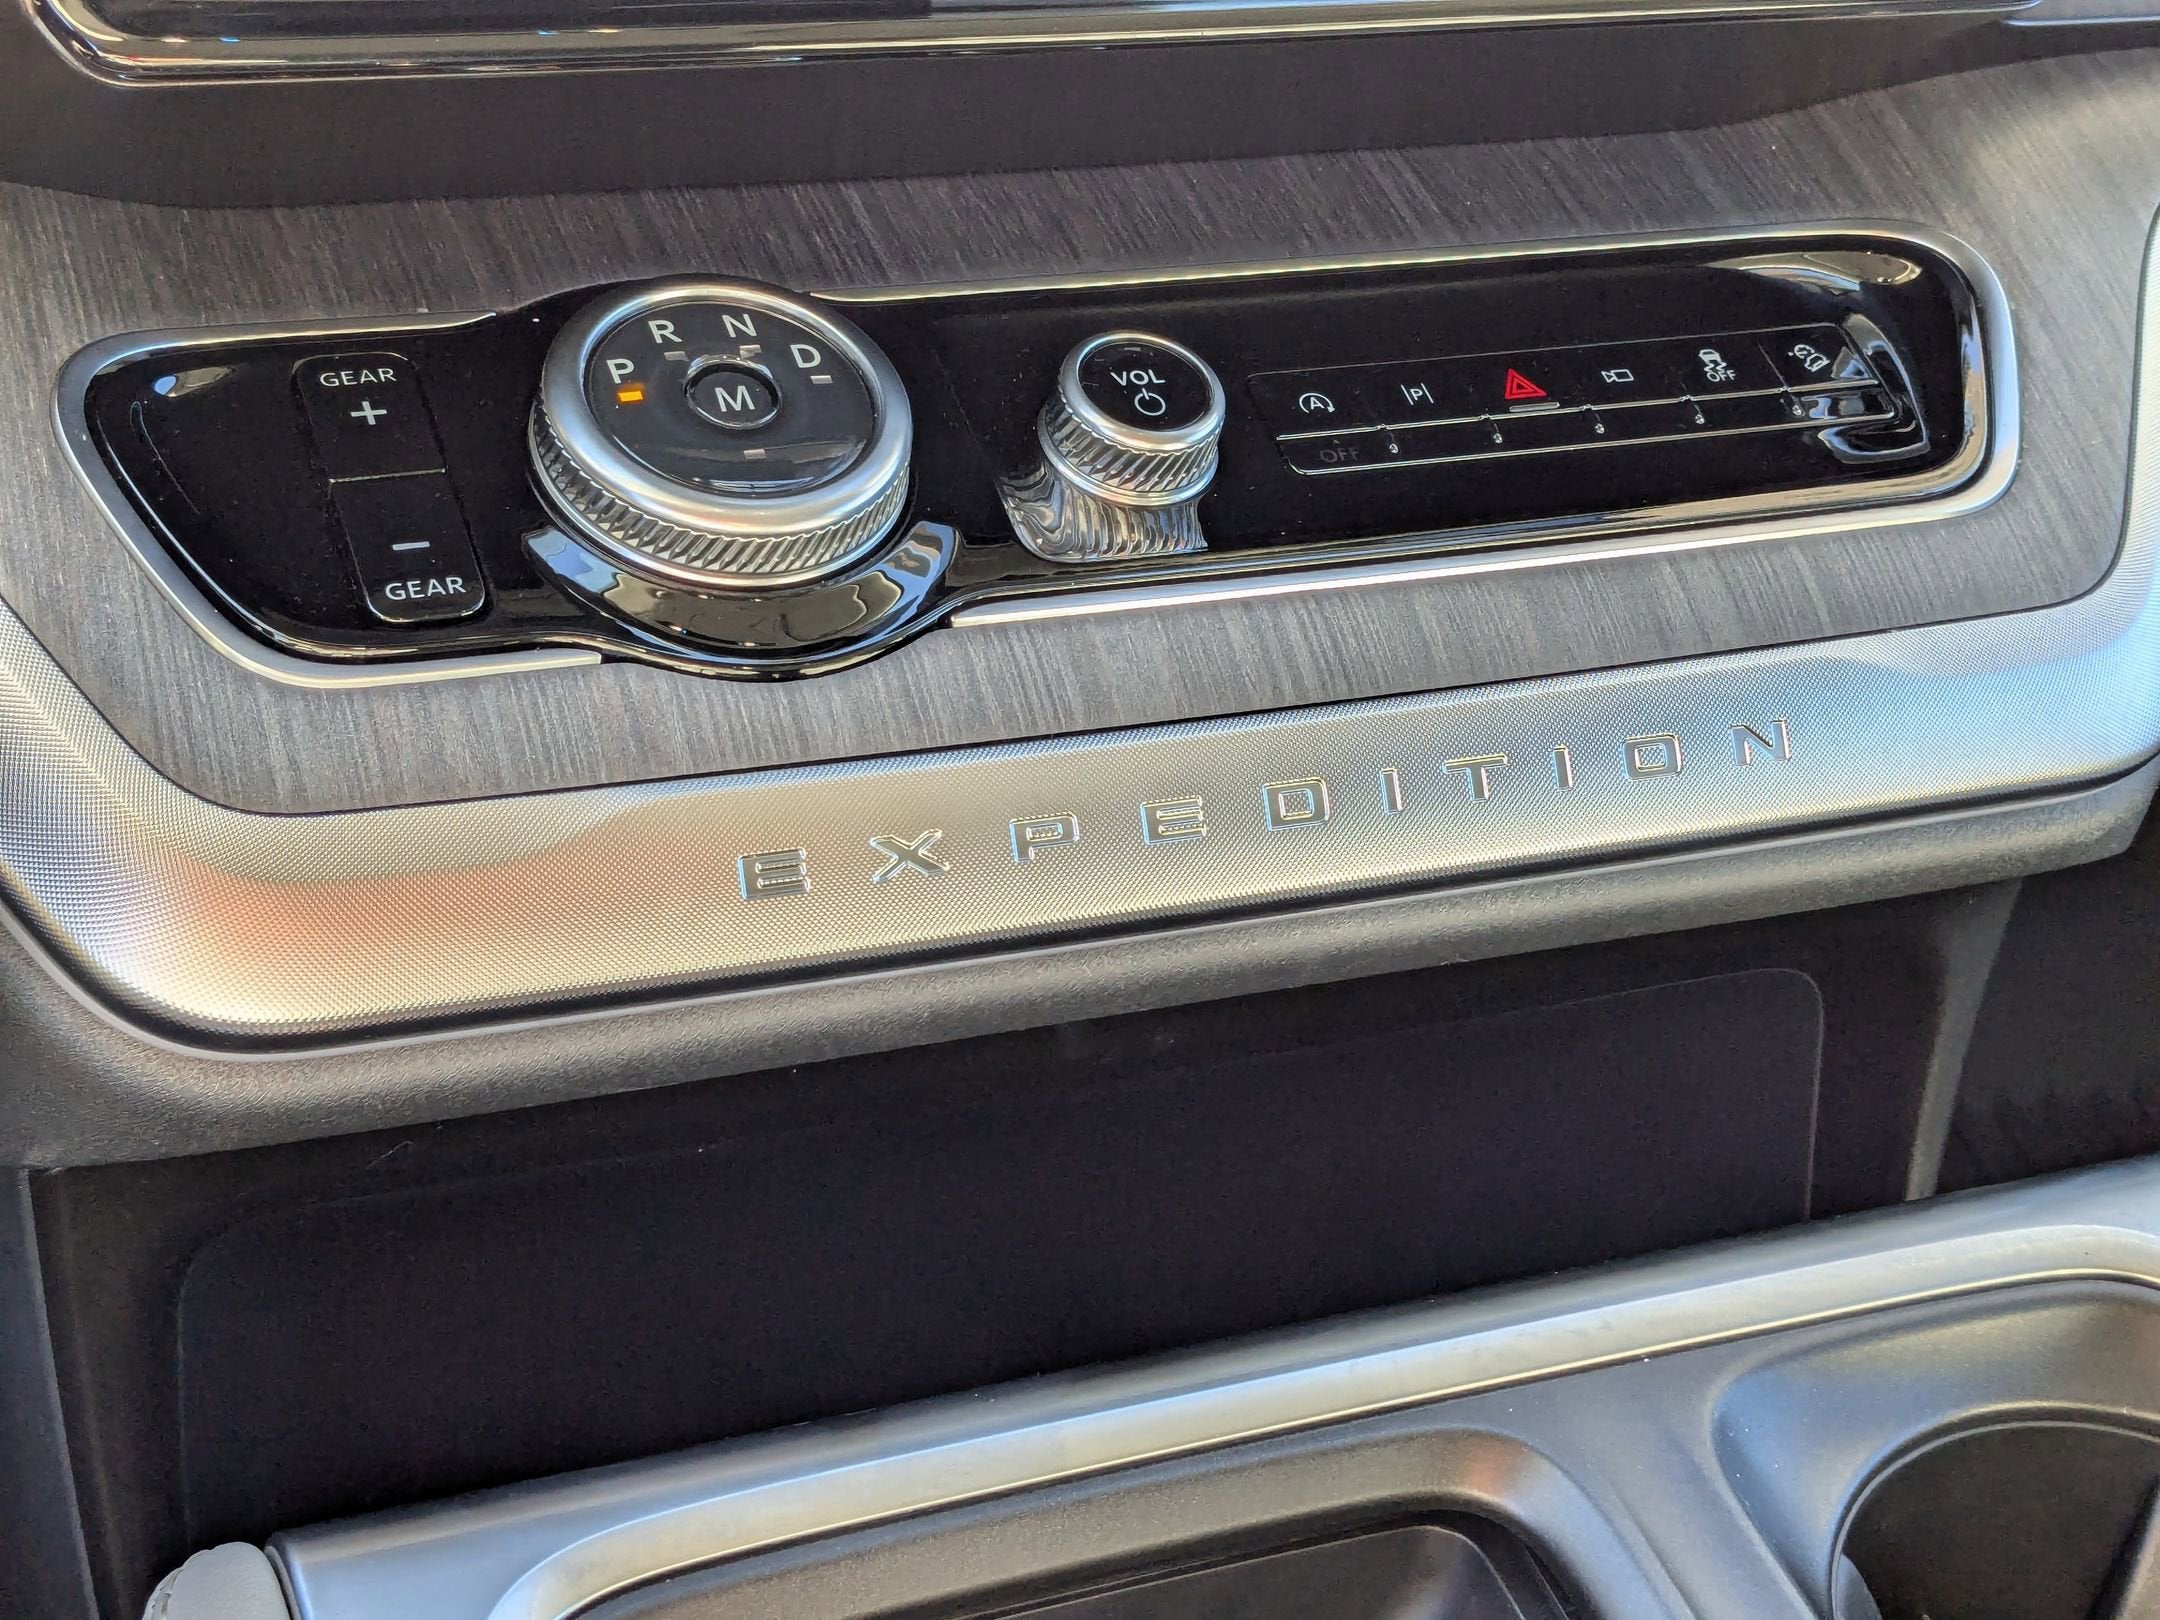 GEAR
+
−
GEAR
P R N D
M
VOL
A
P
OFF
OFF
EXPEDITION